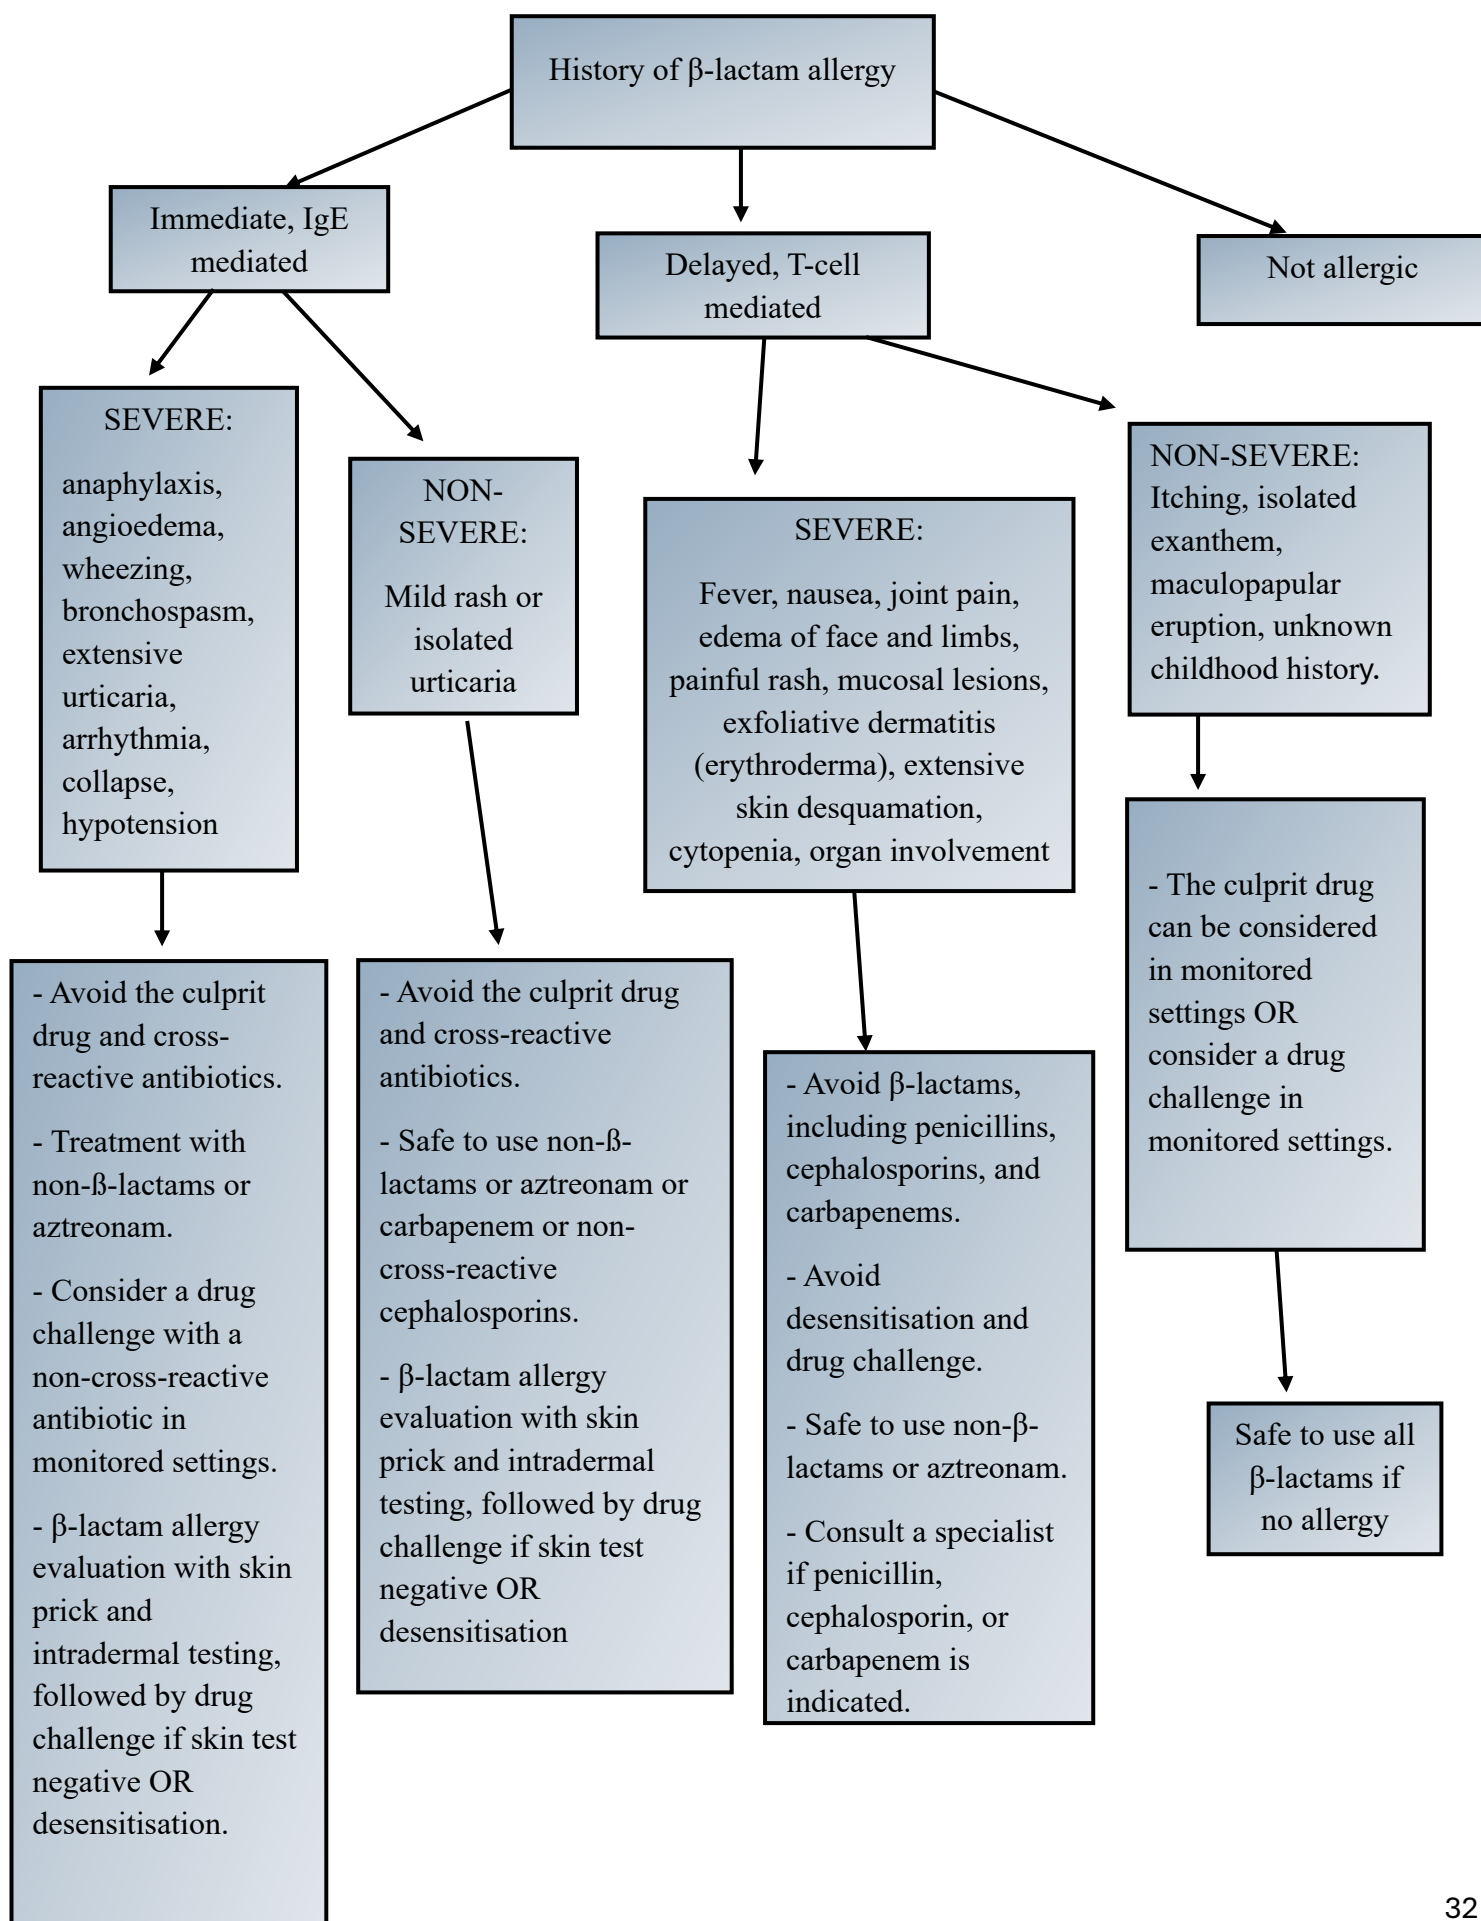 History of β-lactam allergy
Immediate, IgE
mediated
Delayed, T-cell
mediated
Not allergic
SEVERE:
anaphylaxis,
angioedema,
wheezing,
bronchospasm,
extensive
urticaria,
arrhythmia,
collapse,
hypotension
NON-
SEVERE:
Mild rash or
isolated
urticaria
SEVERE:
Fever, nausea, joint pain,
edema of face and limbs,
painful rash, mucosal lesions,
exfoliative dermatitis
(erythroderma), extensive
skin desquamation,
cytopenia, organ involvement
NON-SEVERE:
Itching, isolated
exanthem,
maculopapular
eruption, unknown
childhood history.
- Avoid the culprit
drug and cross-
reactive antibiotics.
- Treatment with
non-ß-lactams or
aztreonam.
- Consider a drug
challenge with a
non-cross-reactive
antibiotic in
monitored settings.
- β-lactam allergy
evaluation with skin
prick and
intradermal testing,
followed by drug
challenge if skin test
negative OR
desensitisation.
- Avoid the culprit drug
and cross-reactive
antibiotics.
- Safe to use non-ß-
lactams or aztreonam or
carbapenem or non-
cross-reactive
cephalosporins.
- β-lactam allergy
evaluation with skin
prick and intradermal
testing, followed by drug
challenge if skin test
negative OR
desensitisation
- Avoid β-lactams,
including penicillins,
cephalosporins, and
carbapenems.
- Avoid
desensitisation and
drug challenge.
- Safe to use non-β-
lactams or aztreonam.
- Consult a specialist
if penicillin,
cephalosporin, or
carbapenem is
indicated.
- The culprit drug
can be considered
in monitored
settings OR
consider a drug
challenge in
monitored settings.
Safe to use all
β-lactams if
no allergy
32